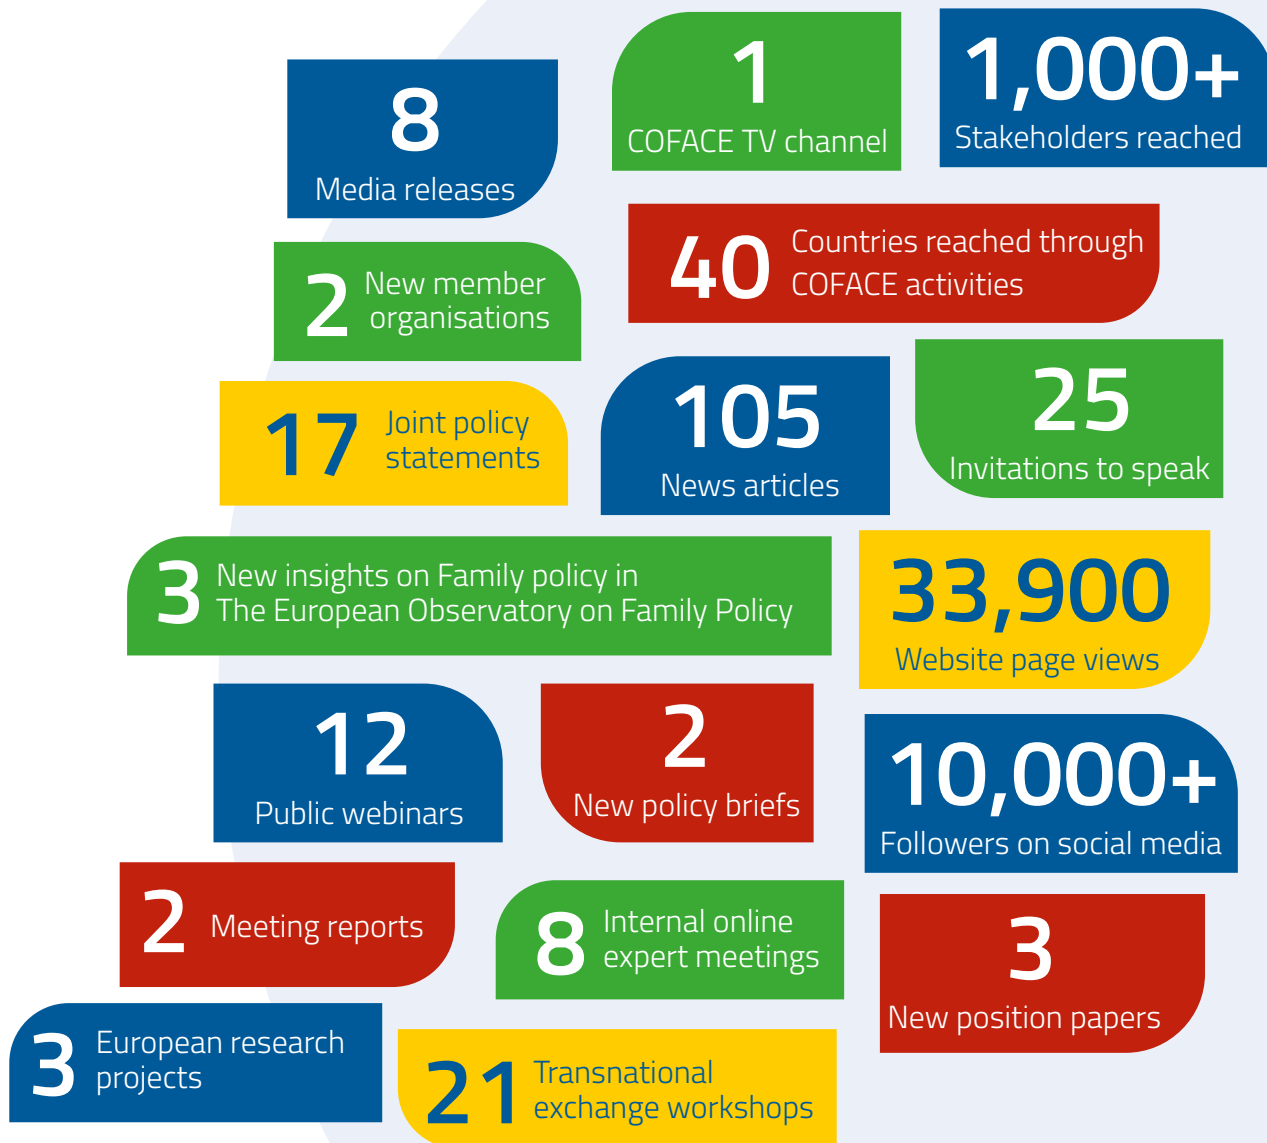 8
Media releases
1
COFACE TV channel
1,000+
Stakeholders reached
2
New member
organisations
40
Countries reached through
COFACE activities
17
Joint policy
statements
105
News articles
25
Invitations to speak
3
New insights on Family policy in
The European Observatory on Family Policy
33,900
Website page views
12
Public webinars
2
New policy briefs
10,000+
Followers on social media
2
Meeting reports
8
Internal online
expert meetings
3
New position papers
3
European research
projects
21
Transnational
exchange workshops